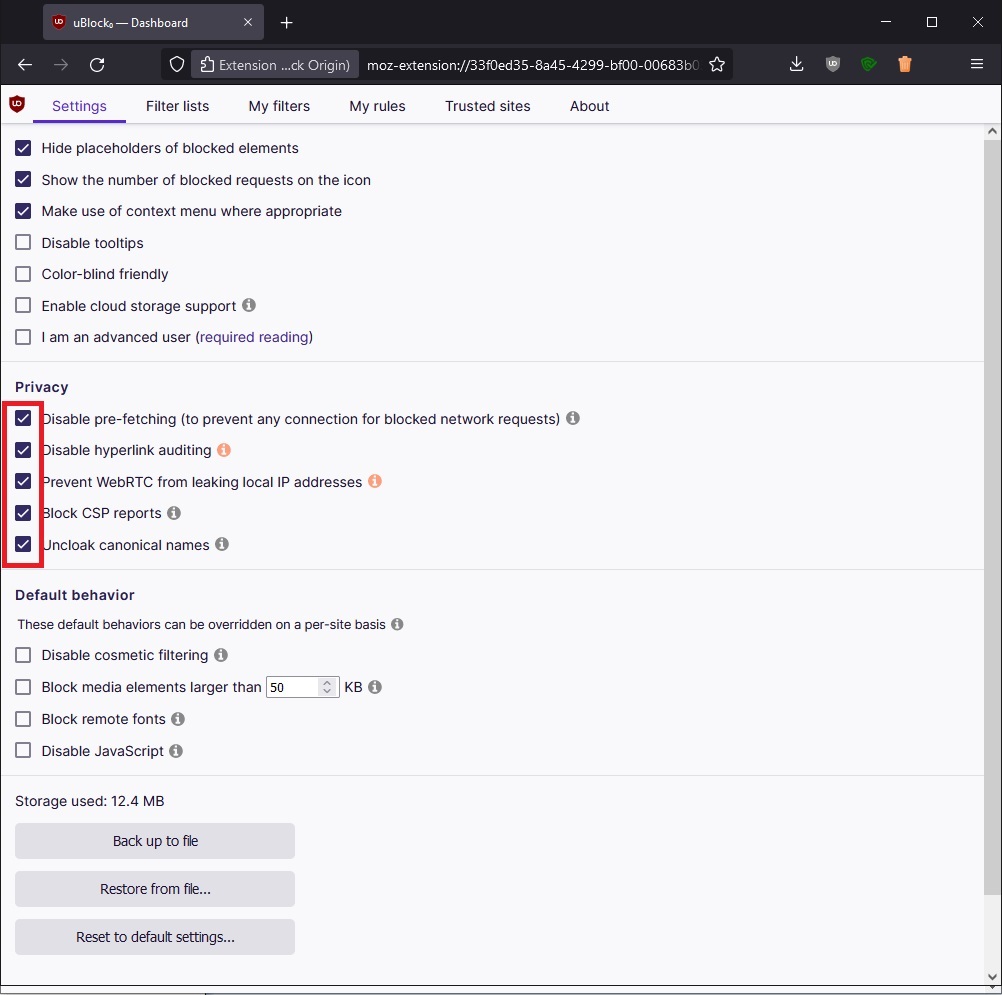 uBlock₀ — Dashboard
Extension ...ck Origin) moz-extension://33f0ed35-8a45-4299-bf00-00683b0
Settings Filter lists My filters My rules Trusted sites About
Hide placeholders of blocked elements
Show the number of blocked requests on the icon
Make use of context menu where appropriate
Disable tooltips
Color-blind friendly
Enable cloud storage support
I am an advanced user (required reading)
Privacy
Disable pre-fetching (to prevent any connection for blocked network requests)
Disable hyperlink auditing
Prevent WebRTC from leaking local IP addresses
Block CSP reports
Uncloak canonical names
Default behavior
These default behaviors can be overridden on a per-site basis
Disable cosmetic filtering
Block media elements larger than 50 KB
Block remote fonts
Disable JavaScript
Storage used: 12.4 MB
Back up to file
Restore from file...
Reset to default settings...